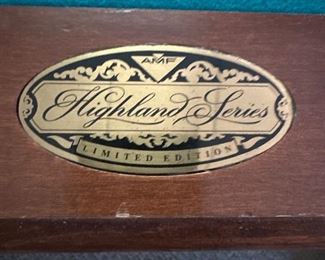 AMF
Highland Series
LIMITED EDITION